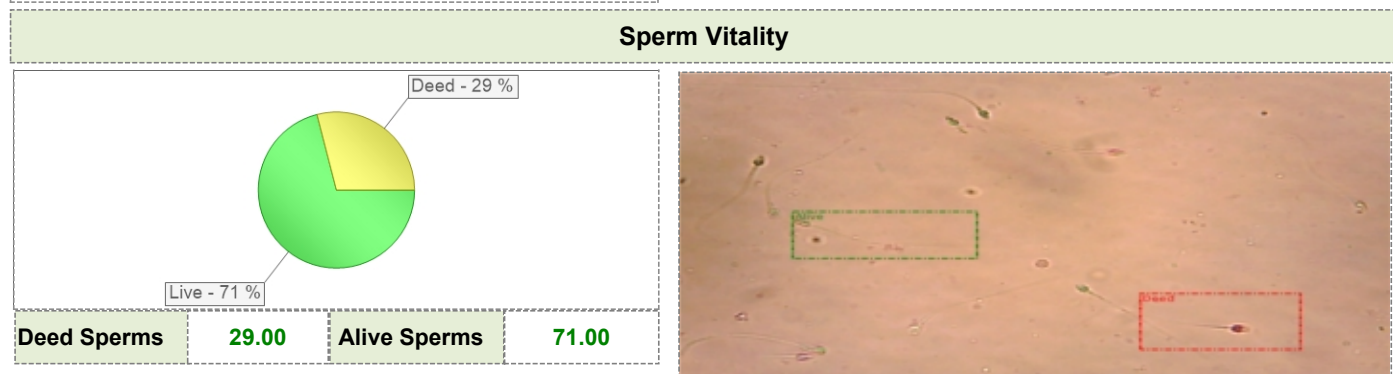 Sperm Vitality
Deed - 29 %
Live - 71 %
Deed Sperms 29.00 Alive Sperms 71.00
Alive
Deed